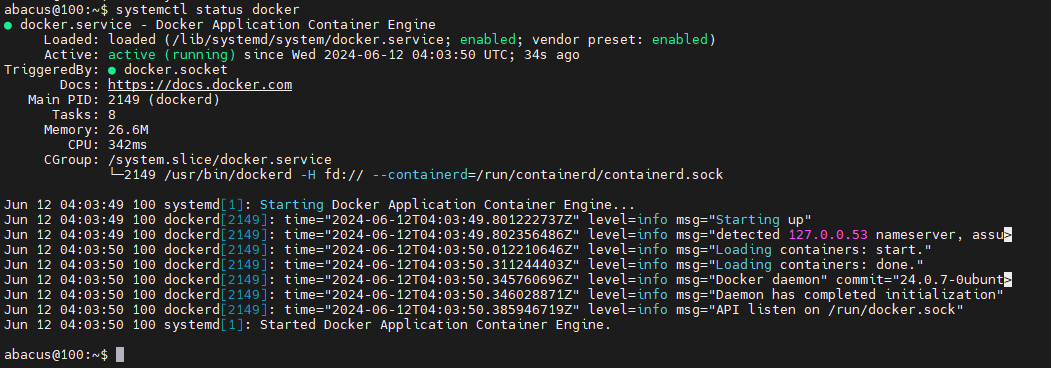 abacus@100:~$ systemctl status docker
● docker.service - Docker Application Container Engine
Loaded: loaded (/lib/systemd/system/docker.service; enabled; vendor preset: enabled)
Active: active (running) since Wed 2024-06-12 04:03:50 UTC; 34s ago
TriggeredBy: ● docker.socket
Docs: https://docs.docker.com
Main PID: 2149 (dockerd)
Tasks: 8
Memory: 26.6M
CPU: 342ms
CGroup: /system.slice/docker.service
└─2149 /usr/bin/dockerd -H fd:// --containerd=/run/containerd/containerd.sock
Jun 12 04:03:49 100 systemd[1]: Starting Docker Application Container Engine...
Jun 12 04:03:49 100 dockerd[2149]: time="2024-06-12T04:03:49.801222737Z" level=info msg="Starting up"
Jun 12 04:03:49 100 dockerd[2149]: time="2024-06-12T04:03:49.802356486Z" level=info msg="detected 127.0.0.53 nameserver, assu>
Jun 12 04:03:50 100 dockerd[2149]: time="2024-06-12T04:03:50.012210646Z" level=info msg="Loading containers: start."
Jun 12 04:03:50 100 dockerd[2149]: time="2024-06-12T04:03:50.311244403Z" level=info msg="Loading containers: done."
Jun 12 04:03:50 100 dockerd[2149]: time="2024-06-12T04:03:50.345760696Z" level=info msg="Docker daemon" commit="24.0.7-0ubunt>
Jun 12 04:03:50 100 dockerd[2149]: time="2024-06-12T04:03:50.346028871Z" level=info msg="Daemon has completed initialization"
Jun 12 04:03:50 100 dockerd[2149]: time="2024-06-12T04:03:50.385946719Z" level=info msg="API listen on /run/docker.sock"
Jun 12 04:03:50 100 systemd[1]: Started Docker Application Container Engine.
abacus@100:~$